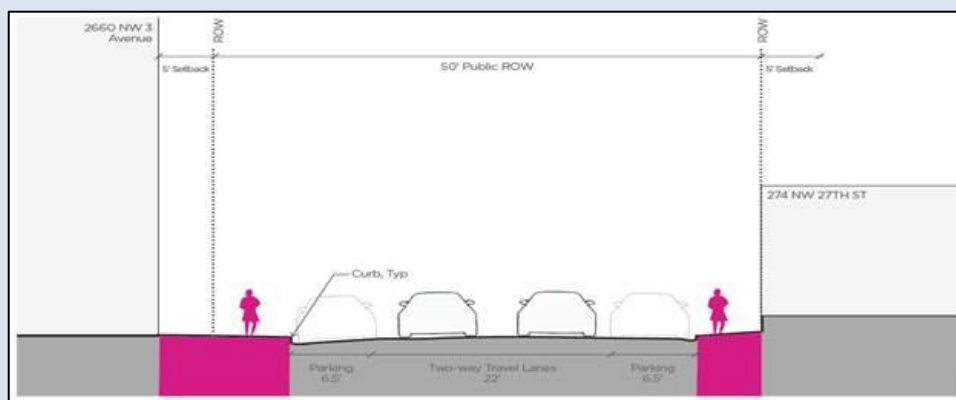 2660 NW 3
Avenue
ROW
ROW
5' Setback
50' Public ROW
5' Setback
274 NW 27TH ST
Curb, Typ
Parking
6.5'
Two-way Travel Lanes
22'
Parking
6.5'